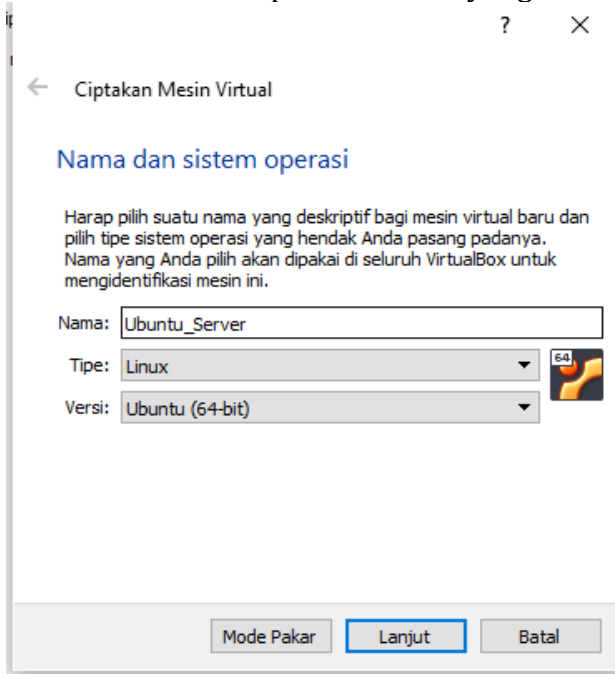 ?
Ciptakan Mesin Virtual
Nama dan sistem operasi
Harap pilih suatu nama yang deskriptif bagi mesin virtual baru dan
pilih tipe sistem operasi yang hendak Anda pasang padanya.
Nama yang Anda pilih akan dipakai di seluruh VirtualBox untuk
mengidentifikasi mesin ini.
Nama: Ubuntu_Server
Tipe: Linux
64
Versi: Ubuntu (64-bit)
Mode Pakar Lanjut Batal